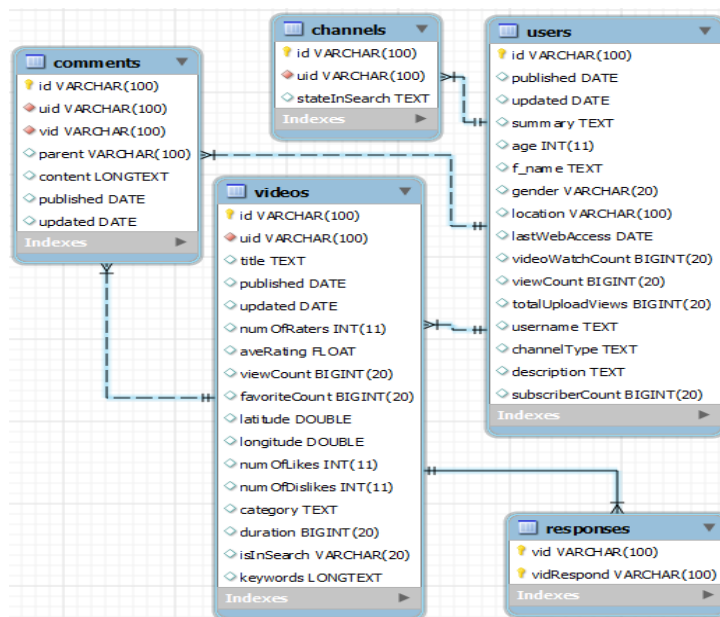 channels
id VARCHAR(100)
uid VARCHAR(100)
stateInSearch TEXT
Indexes
users
id VARCHAR(100)
published DATE
updated DATE
summary TEXT
age INT(11)
f_name TEXT
gender VARCHAR(20)
location VARCHAR(100)
lastWebAccess DATE
videoWatchCount BIGINT(20)
viewCount BIGINT(20)
totalUploadViews BIGINT(20)
username TEXT
channelType TEXT
description TEXT
subscriberCount BIGINT(20)
Indexes
comments
id VARCHAR(100)
uid VARCHAR(100)
vid VARCHAR(100)
parent VARCHAR(100)
content LONGTEXT
published DATE
updated DATE
Indexes
videos
id VARCHAR(100)
uid VARCHAR(100)
title TEXT
published DATE
updated DATE
numOfRaters INT(11)
aveRating FLOAT
viewCount BIGINT(20)
favoriteCount BIGINT(20)
latitude DOUBLE
longitude DOUBLE
numOfLikes INT(11)
numOfDislikes INT(11)
category TEXT
duration BIGINT(20)
isInSearch VARCHAR(20)
keywords LONGTEXT
Indexes
responses
vid VARCHAR(100)
vidRespond VARCHAR(100)
Indexes